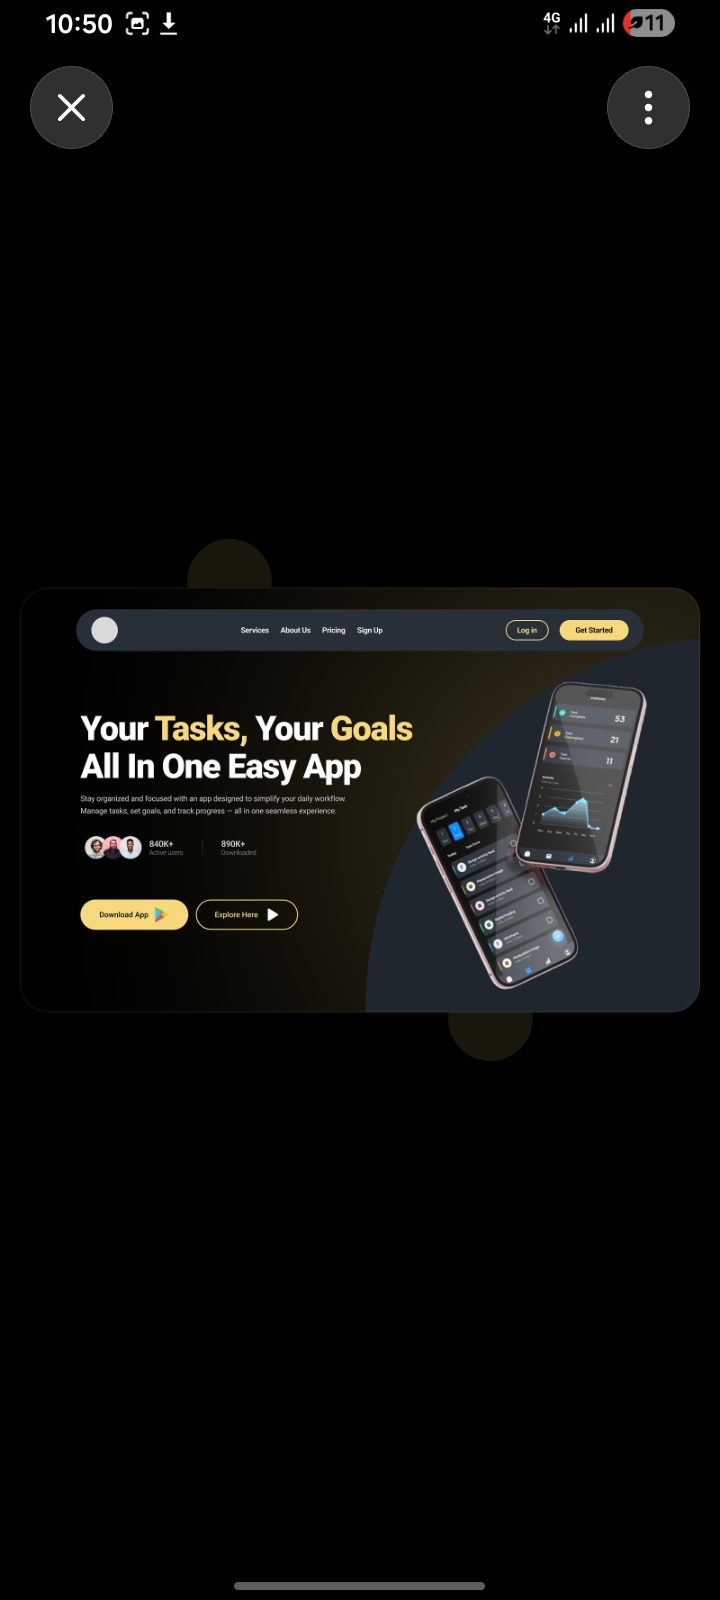 10:50
4G
11
Services About Us Pricing Sign Up
Log in
Get Started
Your Tasks, Your Goals
All In One Easy App
Stay organized and focused with an app designed to simplify your daily workflow.
Manage tasks, set goals, and track progress — all in one seamless experience.
840K+
Active users
890K+
Downloaded
Download App
Explore Here
53
21
11
Activity
My Project
My Task